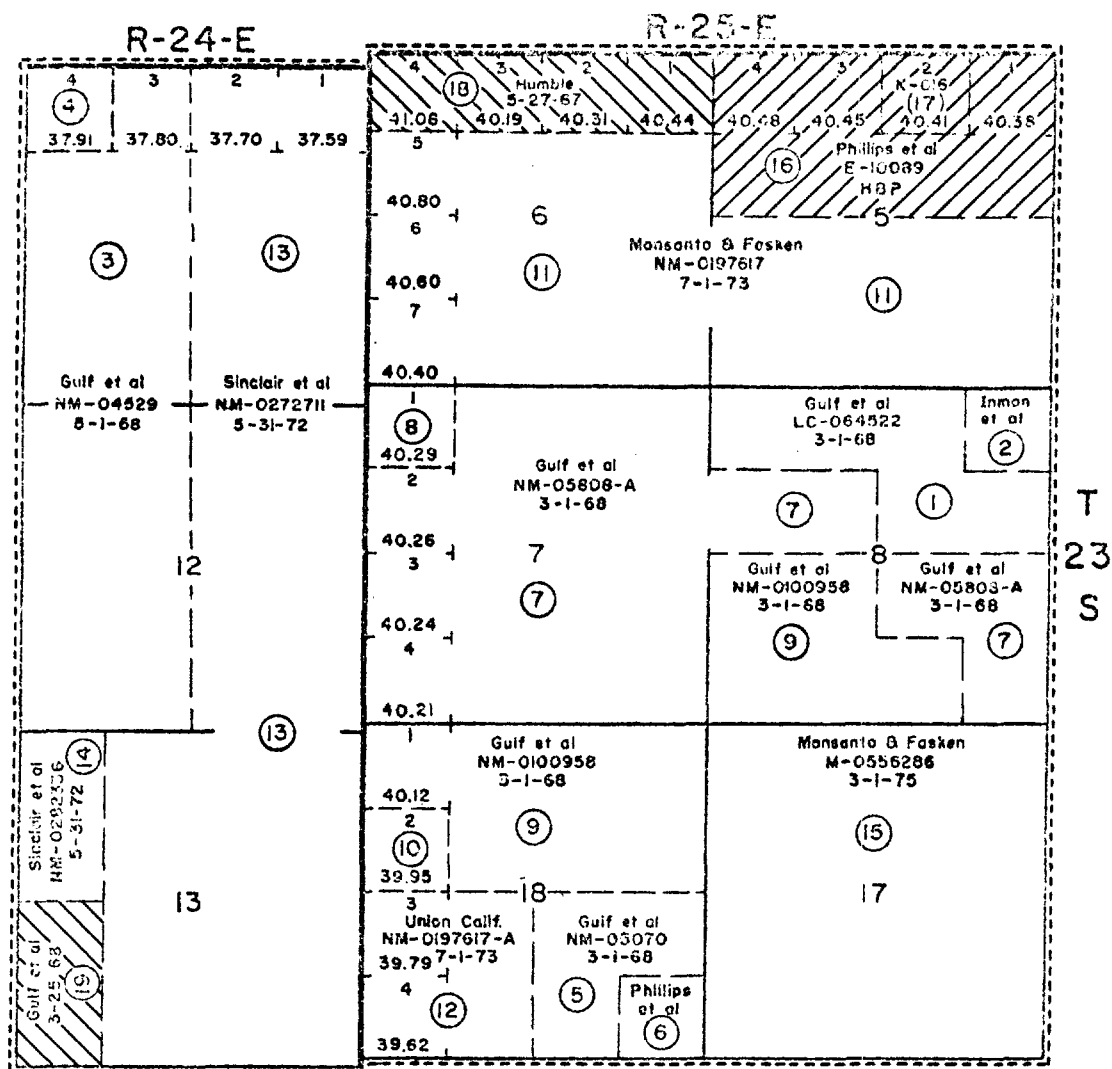 R-24-E
R-25-E
4 3 2 1
4
37.91 37.80 37.70 37.59
3
13
Gulf et al
NM-04529
5-1-68
Sinclair et al
NM-0272711
5-31-72
12
13
Sinclair et al
5-31-72
14
13
Gulf et al
3-25-68
19
4 3 2 1
Humble
5-27-67
18
41.06 40.19 40.31 40.44
5
40.80
6
6
40.60
7
11
40.40
4 3 2 1
K-616
(17)
40.48 40.45 40.41 40.38
Phillips et al
E-10089
HBP
16
5
Monsanto & Fasken
NM-0197617
7-1-73
11
1
8
40.29
2
Gulf et al
NM-05808-A
3-1-68
40.26
3
7
7
40.24
4
40.21
Gulf et al
LC-064522
3-1-68
Inman
et al
2
7
1
8
Gulf et al
NM-0100958
3-1-68
9
Gulf et al
NM-05808-A
3-1-68
7
T
23
S
1
Gulf et al
NM-0100958
3-1-68
40.12
2
10
9
39.95
3
18
Union Calif.
NM-0197617-A
7-1-73
39.79
4
12
39.62
Gulf et al
3-1-68
5
Phillips
et al
6
Monsanto & Fasken
M-0556286
3-1-75
15
17